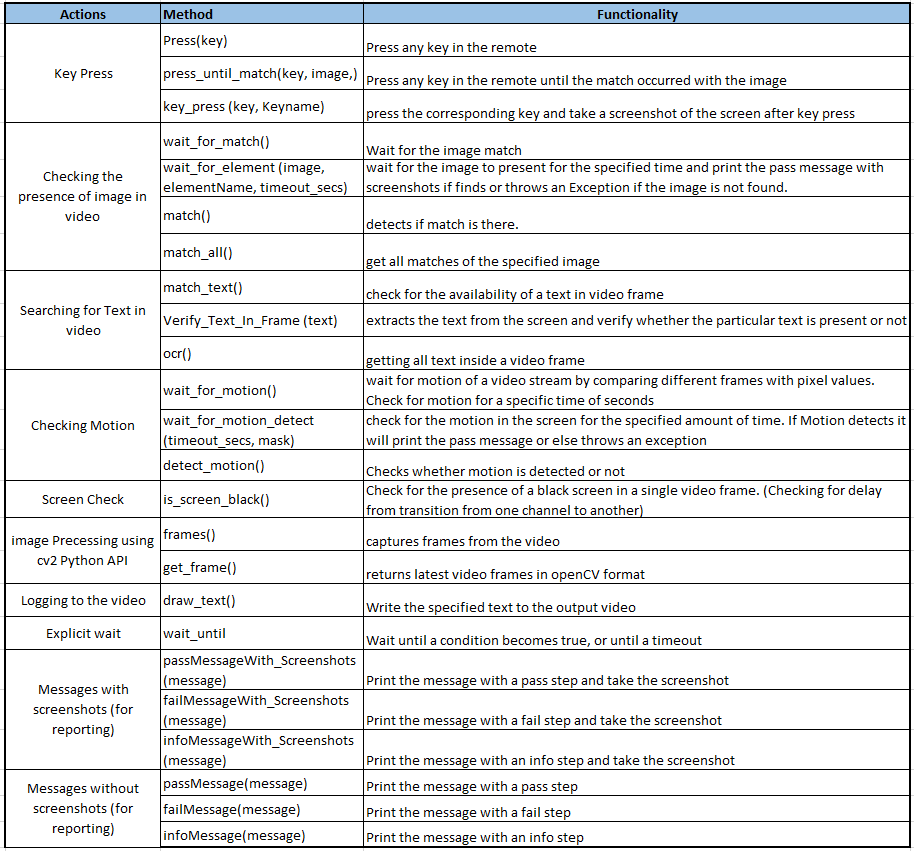 Actions Method Functionality
Key Press
Press(key)
Press any key in the remote
press_until_match(key, image,)
Press any key in the remote until the match occurred with the image
key_press (key, Keyname)
press the corresponding key and take a screenshot of the screen after key press
Checking the
presence of image in
video
wait_for_match()
Wait for the image match
wait_for_element (image,
elementName, timeout_secs)
wait for the image to present for the specified time and print the pass message with
screenshots if finds or throws an Exception if the image is not found.
match()
detects if match is there.
match_all()
get all matches of the specified image
Searching for Text in
video
match_text()
check for the availability of a text in video frame
Verify_Text_In_Frame (text)
extracts the text from the screen and verify whether the particular text is present or not
ocr()
getting all text inside a video frame
Checking Motion
wait_for_motion()
wait for motion of a video stream by comparing different frames with pixel values.
Check for motion for a specific time of seconds
wait_for_motion_detect
(timeout_secs, mask)
check for the motion in the screen for the specified amount of time. If Motion detects it
will print the pass message or else throws an exception
detect_motion()
Checks whether motion is detected or not
Screen Check
is_screen_black()
Check for the presence of a black screen in a single video frame. (Checking for delay
from transition from one channel to another)
image Precessing using
cv2 Python API
frames()
captures frames from the video
get_frame()
returns latest video frames in openCV format
Logging to the video
draw_text()
Write the specified text to the output video
Explicit wait
wait_until
Wait until a condition becomes true, or until a timeout
Messages with
screenshots (for
reporting)
passMessageWith_Screenshots
(message)
Print the message with a pass step and take the screenshot
failMessageWith_Screenshots
(message)
Print the message with a fail step and take the screenshot
infoMessageWith_Screenshots
(message)
Print the message with an info step and take the screenshot
Messages without
screenshots (for
reporting)
passMessage(message)
Print the message with a pass step
failMessage(message)
Print the message with a fail step
infoMessage(message)
Print the message with an info step